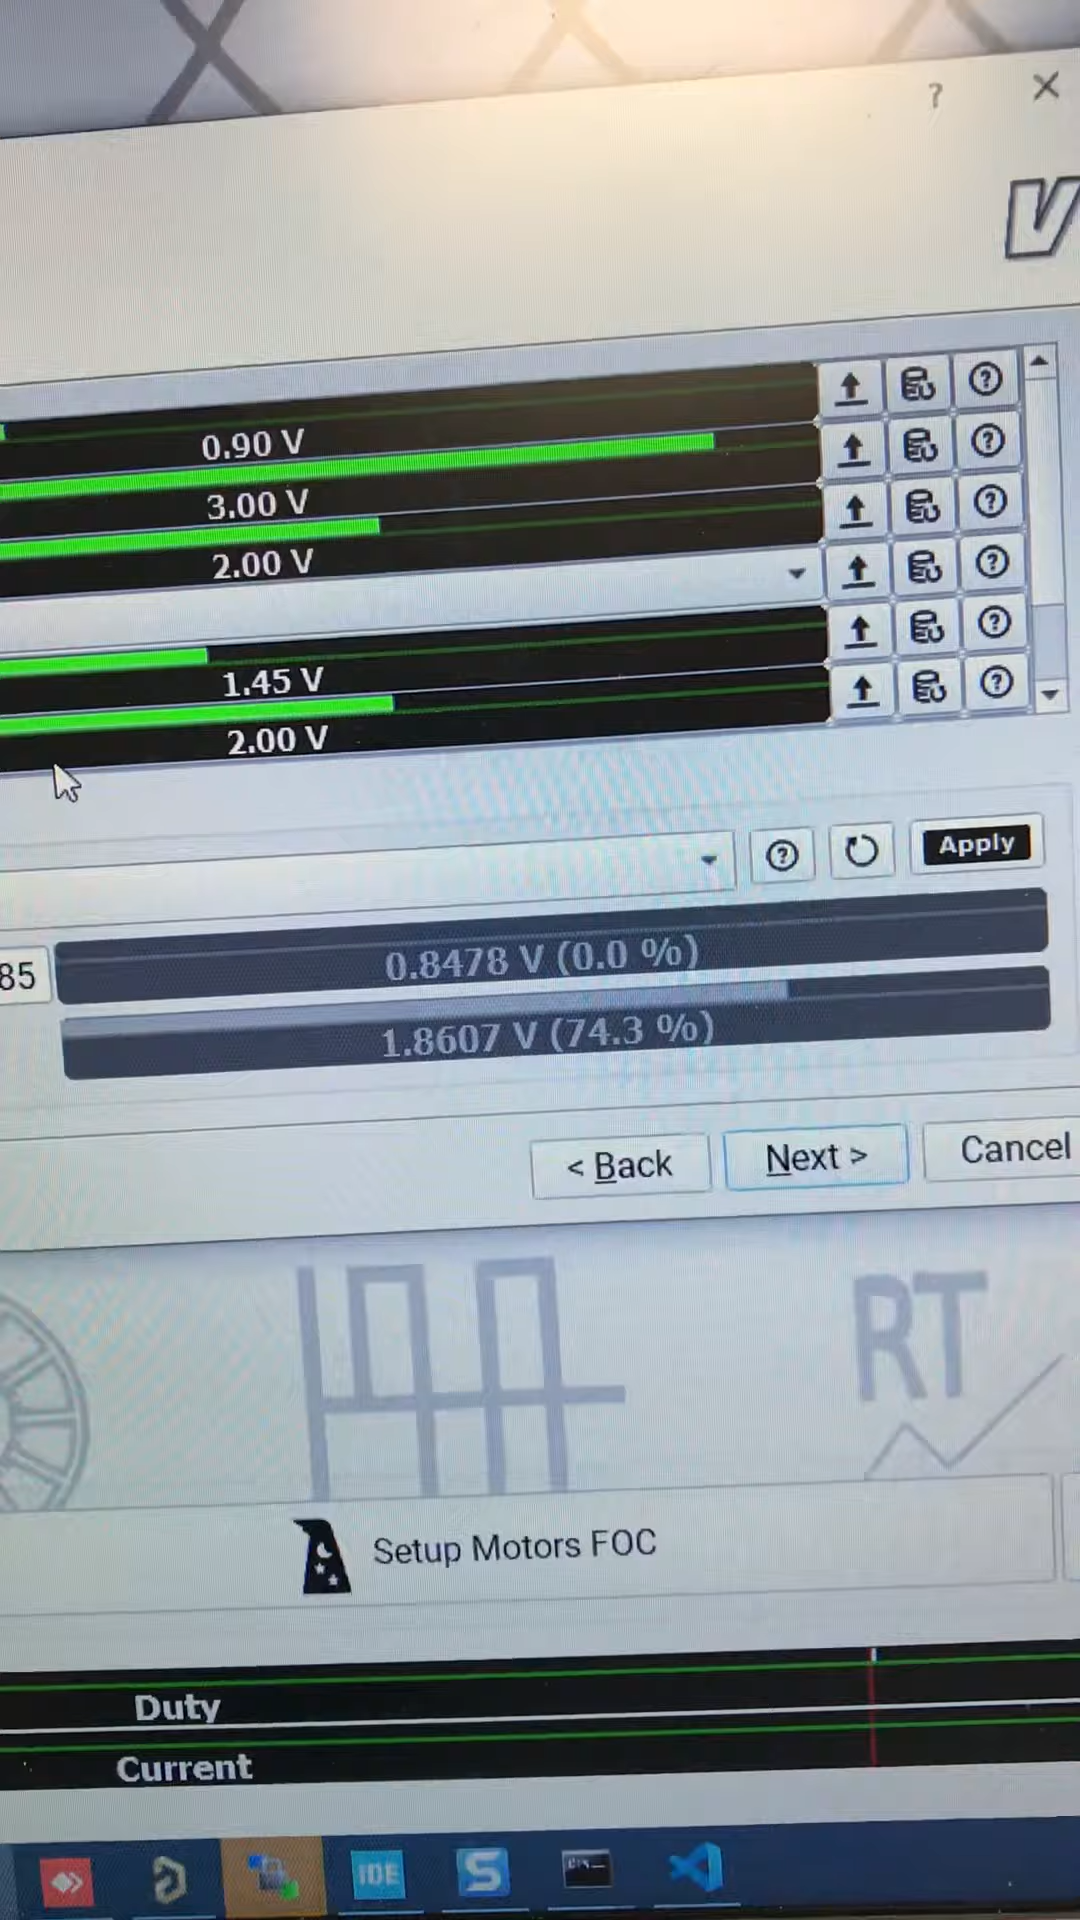 ?
V
0.90 V
3.00 V
2.00 V
1.45 V
2.00 V
Apply
85
0.8478 V (0.0 %)
1.8607 V (74.3 %)
< Back
Next >
Cancel
RT
Setup Motors FOC
Duty
Current
IDE
S